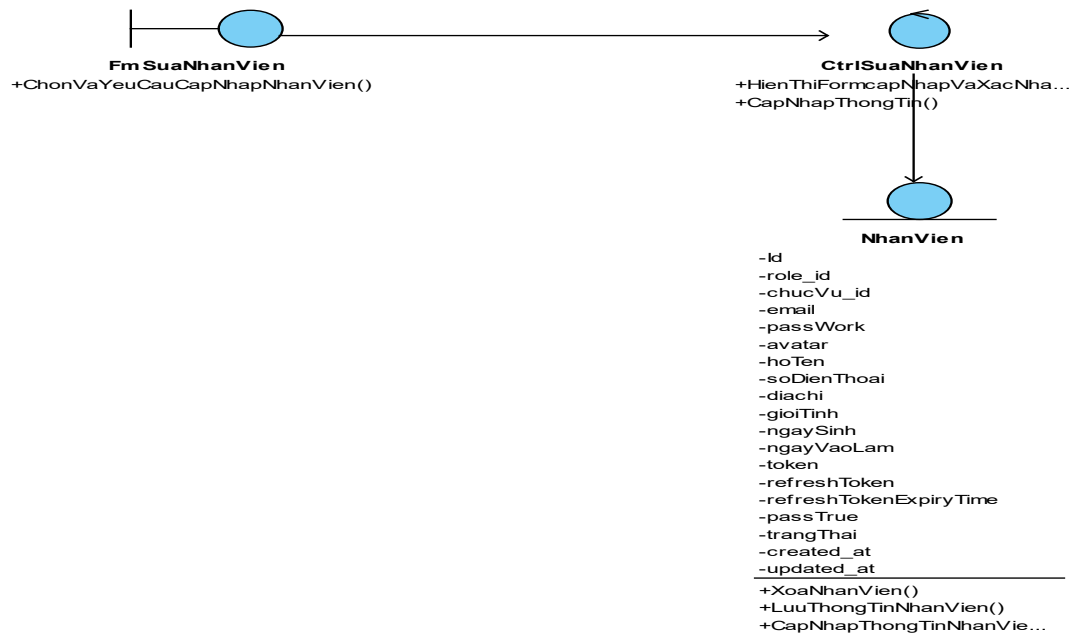 FmSuaNhanVien
+ChonVaYeuCauCapNhapNhanVien()
CtrlSuaNhanVien
+HienThiFormcapNhapVaXacNha...
+CapNhapThongTin()
NhanVien
-Id
-role_id
-chucVu_id
-email
-passWork
-avatar
-hoTen
-soDienThoai
-diachi
-gioiTinh
-ngaySinh
-ngayVaoLam
-token
-refreshToken
-refreshTokenExpiryTime
-passTrue
-trangThai
-created_at
-updated_at
+XoaNhanVien()
+LuuThongTinNhanVien()
+CapNhapThongTinNhanVie...